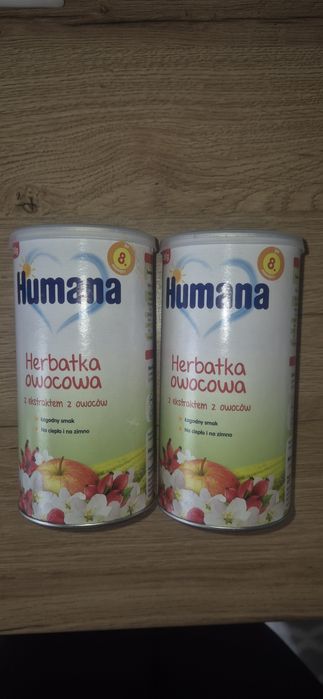 8.
Humana
Herbatka
owocowa
z ekstraktem z owoców
Łagodny smak
Na ciepło i na zimno
8.
Humana
Herbatka
owocowa
z ekstraktem z owoców
Łagodny smak
Na ciepło i na zimno